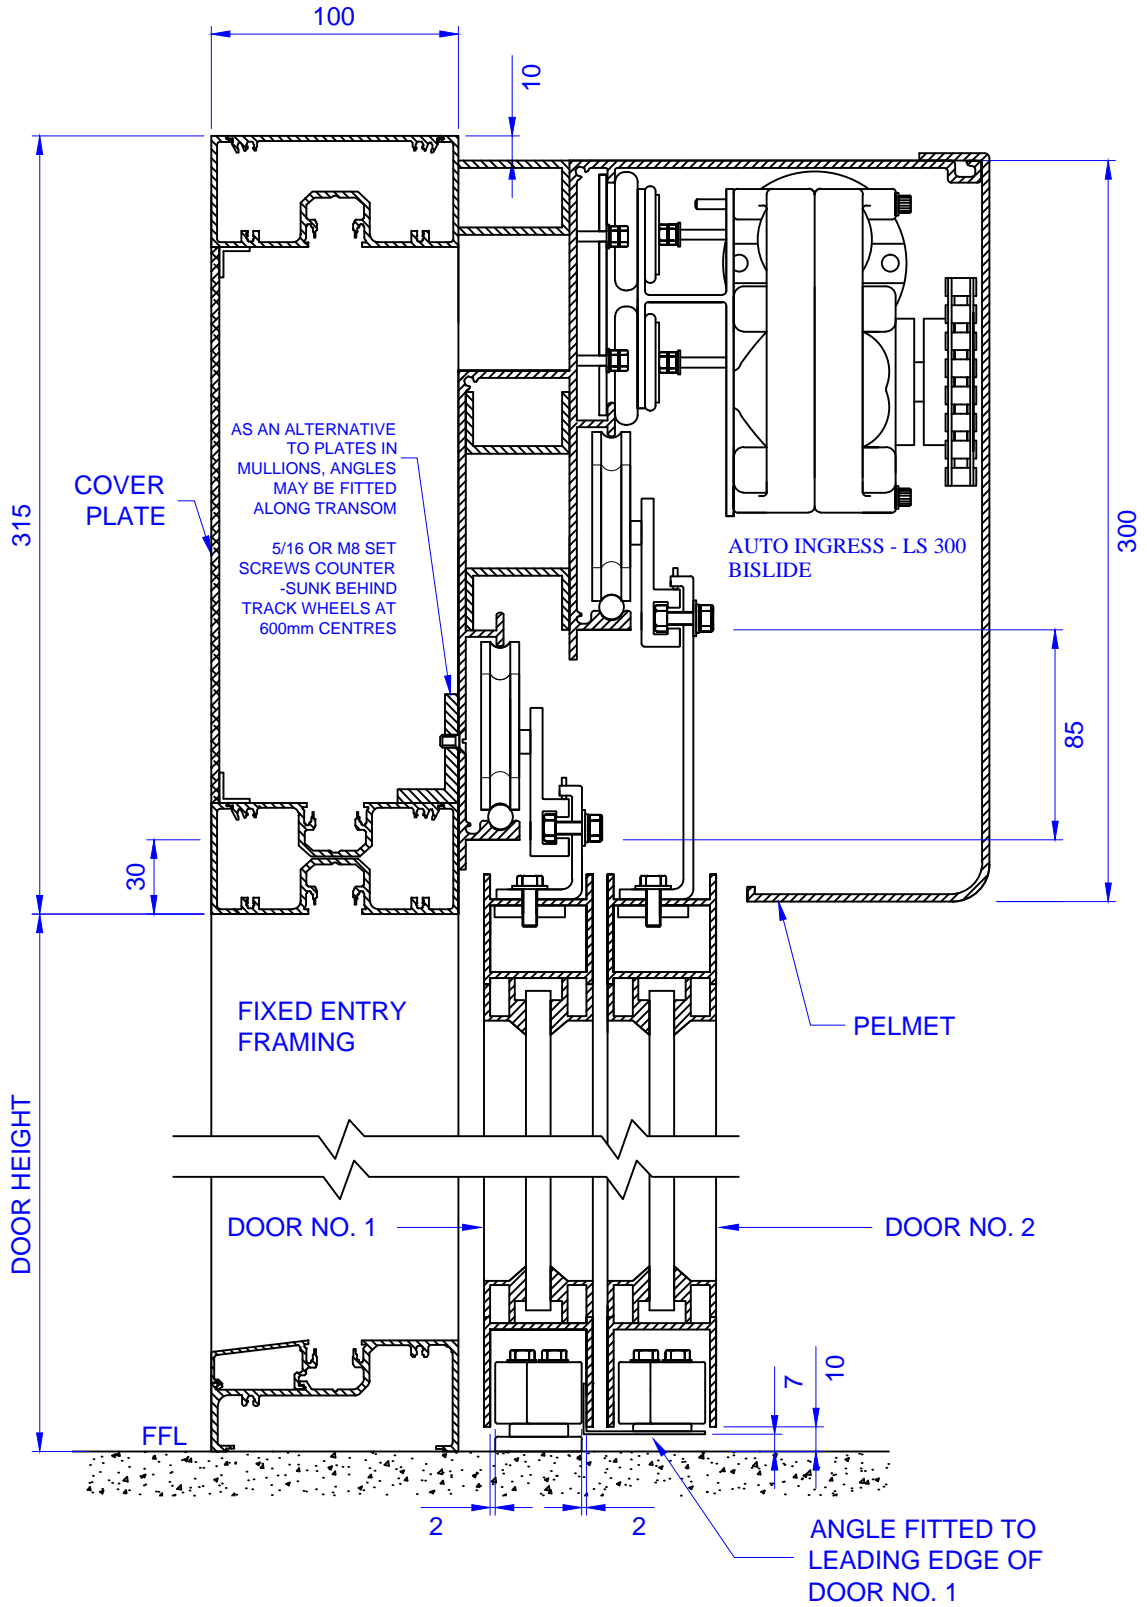 100
10
315
AS AN ALTERNATIVE
TO PLATES IN
MULLIONS, ANGLES
MAY BE FITTED
ALONG TRANSOM
5/16 OR M8 SET
SCREWS COUNTER
-SUNK BEHIND
TRACK WHEELS AT
600mm CENTRES
COVER
PLATE
AUTO INGRESS - LS 300
BISLIDE
300
85
30
FIXED ENTRY
FRAMING
PELMET
DOOR HEIGHT
DOOR NO. 1
DOOR NO. 2
7
10
FFL
2
2
ANGLE FITTED TO
LEADING EDGE OF
DOOR NO. 1